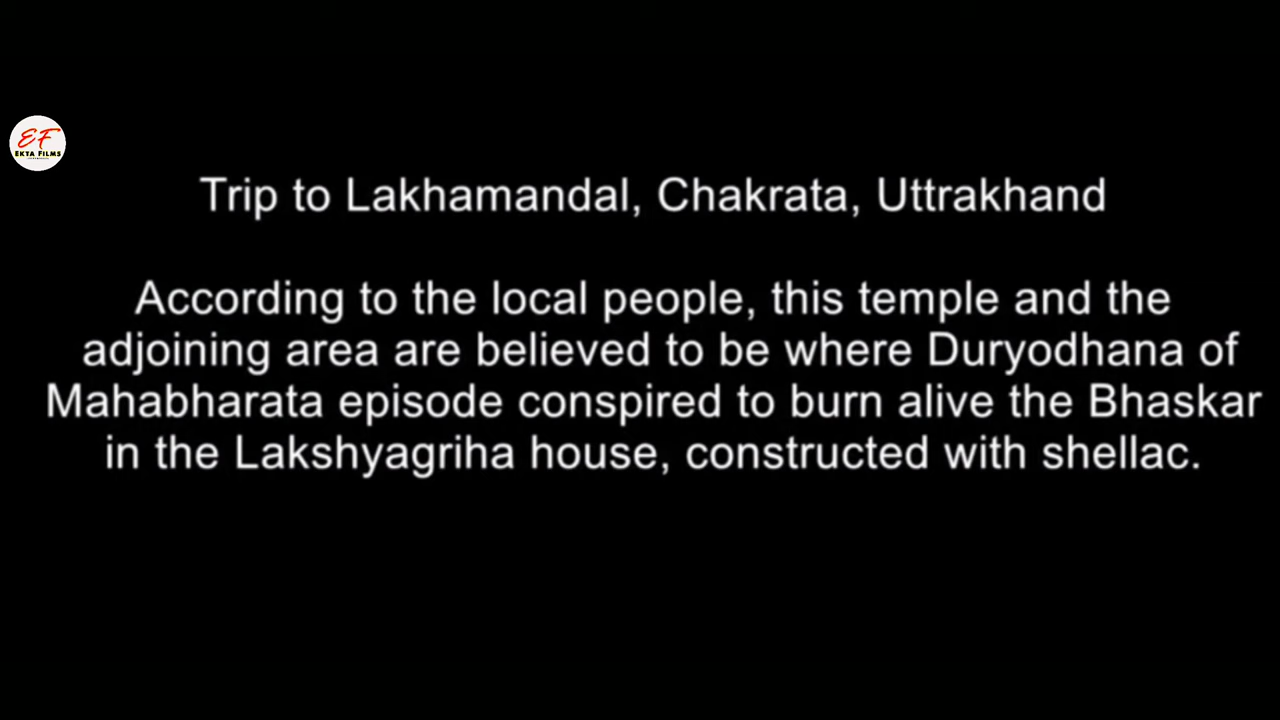 EF
EKTA FILMS
Trip to Lakhamandal, Chakrata, Uttrakhand
According to the local people, this temple and the
adjoining area are believed to be where Duryodhana of
Mahabharata episode conspired to burn alive the Bhaskar
in the Lakshyagriha house, constructed with shellac.